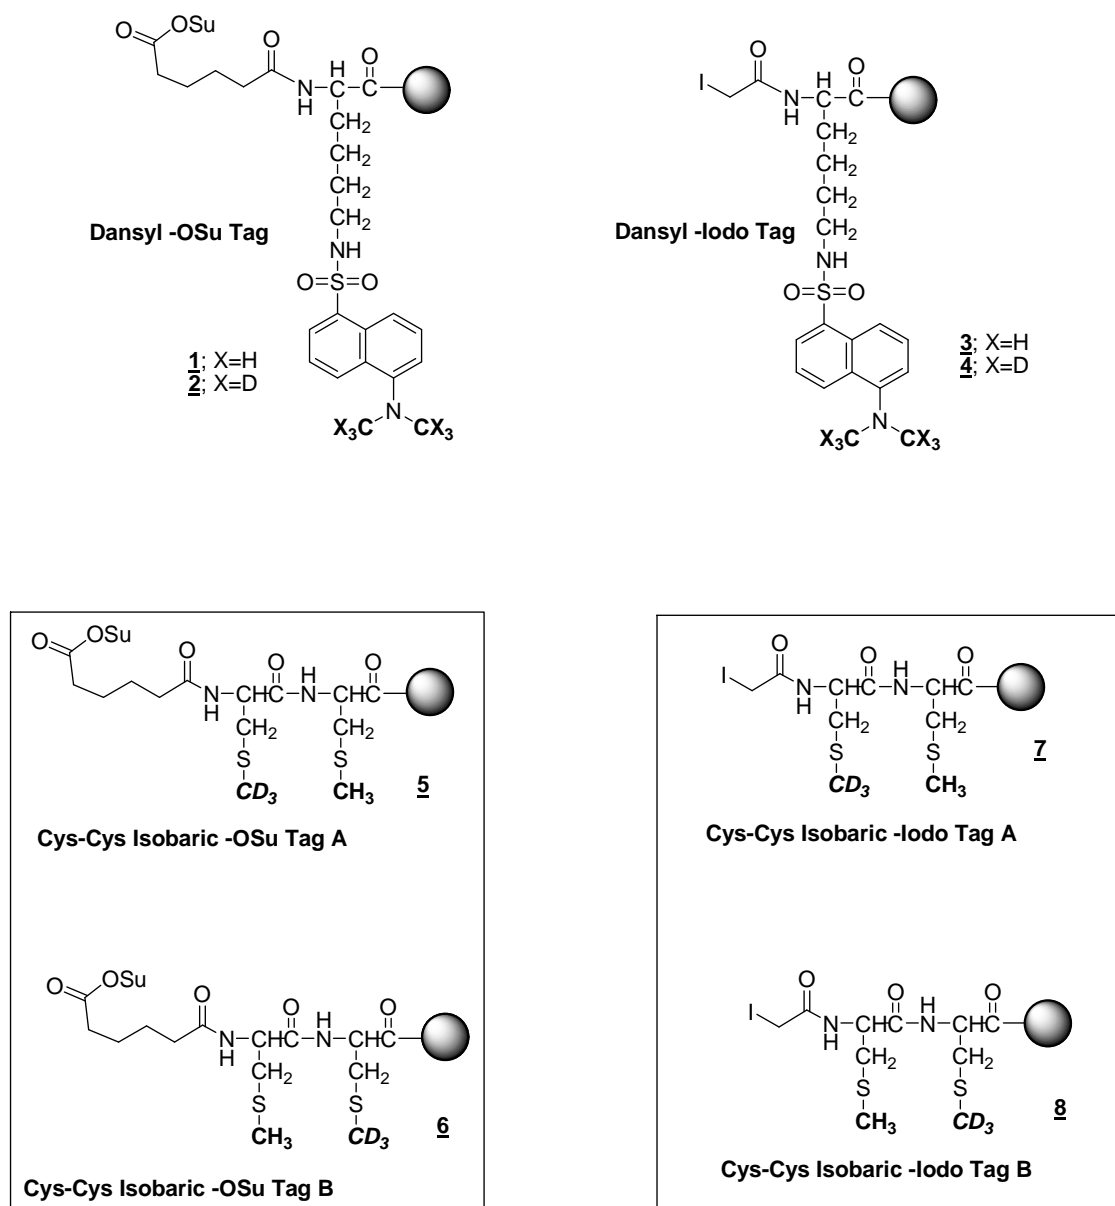 O OSu
O
N
H
H
C
O
C
CH2
CH2
CH2
CH2
NH
O=S=O
N
X3C CX3
Dansyl -OSu Tag
1; X=H
2; X=D
I
O
N
H
H
C
O
C
CH2
CH2
CH2
CH2
NH
O=S=O
N
X3C CX3
Dansyl -Iodo Tag
3; X=H
4; X=D
O OSu
O
N
H
CHC
O
H
N
CHC
O
CH2 CH2
S S
CD3 CH3
5
Cys-Cys Isobaric -OSu Tag A
I
O
N
H
CHC
O
H
N
CHC
O
CH2 CH2
S S
CD3 CH3
7
Cys-Cys Isobaric -Iodo Tag A
O OSu
O
N
H
CHC
O
H
N
CHC
O
CH2 CH2
S S
CH3 CD3
6
Cys-Cys Isobaric -OSu Tag B
I
O
N
H
CHC
O
H
N
CHC
O
CH2 CH2
S S
CH3 CD3
8
Cys-Cys Isobaric -Iodo Tag B